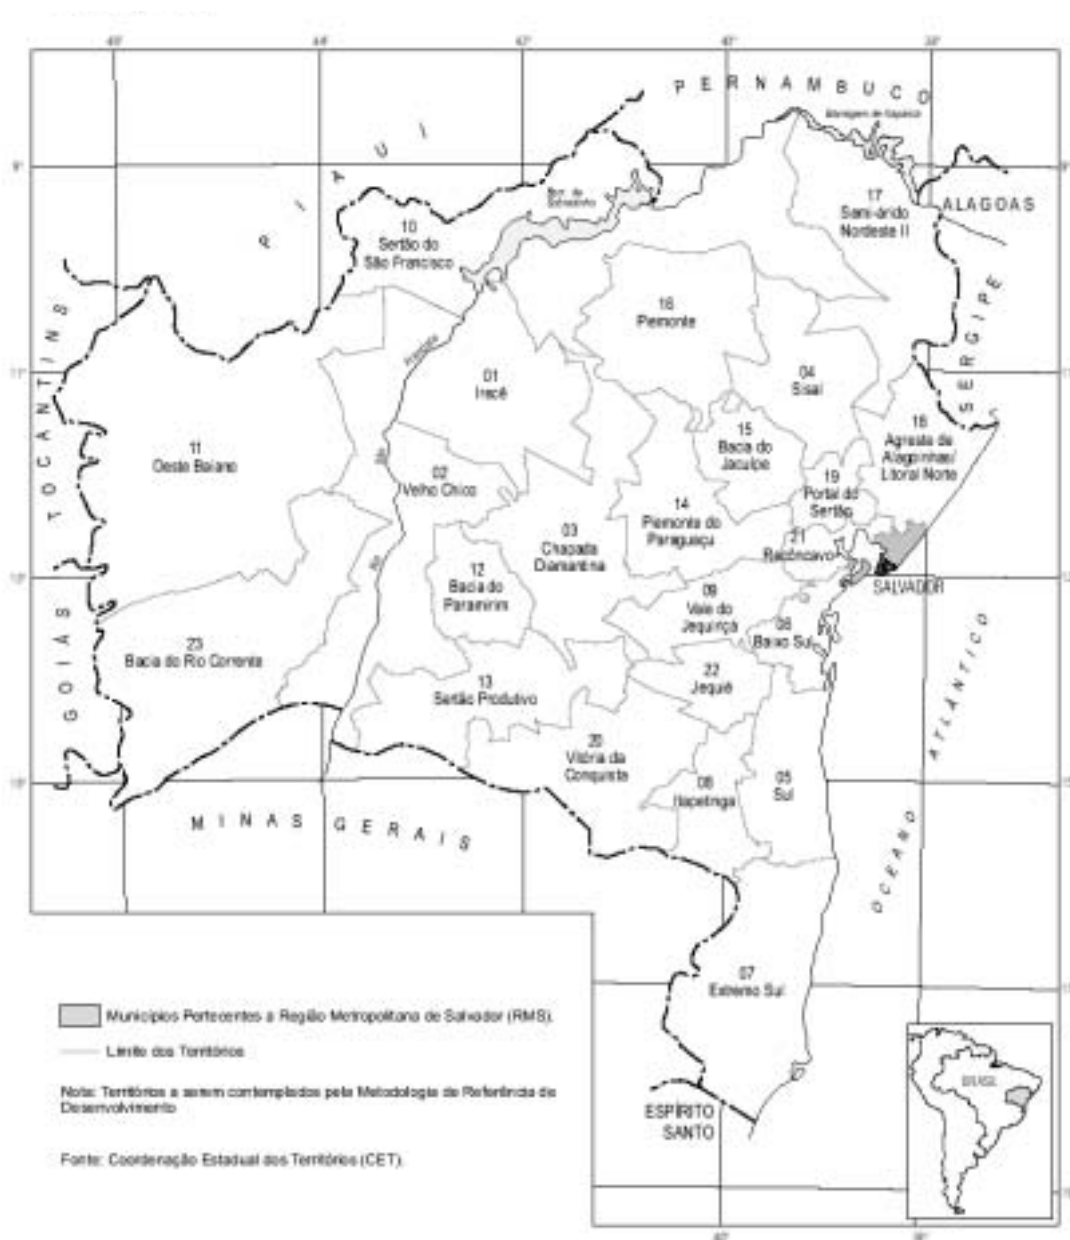 PERNAMBUCO
PIAUÍ
17
Semi-árido
Nordeste II
ALAGOAS
10
Sertão do
São Francisco
SERGIPE
TOCANTINS
16
Piemonte
01
Irecê
04
Sisal
11
Oeste Baiano
02
Velho Chico
15
Bacia do
Jacuípe
18
Agreste de
Alagoinhas/
Litoral Norte
19
Portal do
Sertão
14
Piemonte do
Paraguaçu
03
Chapada
Diamantina
21
Recôncavo
SALVADOR
12
Bacia do
Paramirim
09
Vale do
Jequiriçá
06
Baixo Sul
GOIÁS
23
Bacia do Rio Corrente
13
Sertão Produtivo
22
Jequié
20
Vitória da
Conquista
08
Itapetinga
05
Sul
OCEANO ATLÂNTICO
MINAS GERAIS
07
Extremo Sul
ESPÍRITO
SANTO
BRASIL
Municípios Pertecentes a Região Metropolitana de Salvador (RMS).
Limite dos Territórios
Nota: Territórios a serem contemplados pela Metodologia de Referência de
Desenvolvimento
Fonte: Coordenação Estadual dos Territórios (CET).